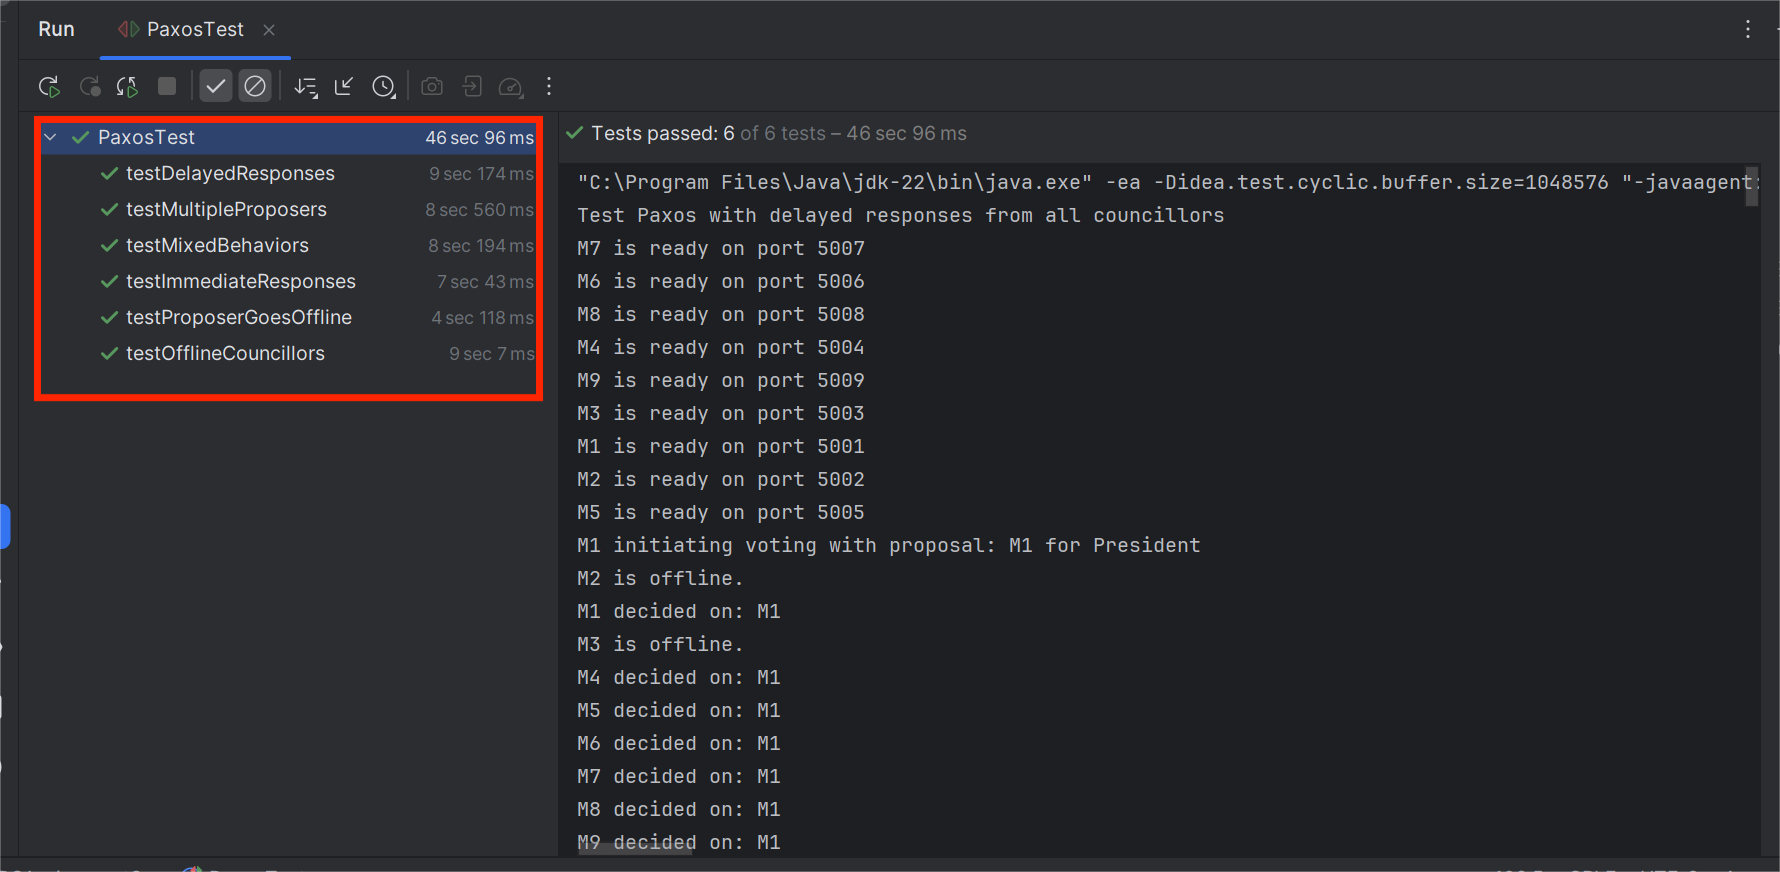 Run PaxosTest
PaxosTest 46 sec 96 ms
testDelayedResponses 9 sec 174 ms
testMultipleProposers 8 sec 560 ms
testMixedBehaviors 8 sec 194 ms
testImmediateResponses 7 sec 43 ms
testProposerGoesOffline 4 sec 118 ms
testOfflineCouncillors 9 sec 7 ms
Tests passed: 6 of 6 tests – 46 sec 96 ms
"C:\Program Files\Java\jdk-22\bin\java.exe" -ea -Didea.test.cyclic.buffer.size=1048576 "-javaagent:
Test Paxos with delayed responses from all councillors
M7 is ready on port 5007
M6 is ready on port 5006
M8 is ready on port 5008
M4 is ready on port 5004
M9 is ready on port 5009
M3 is ready on port 5003
M1 is ready on port 5001
M2 is ready on port 5002
M5 is ready on port 5005
M1 initiating voting with proposal: M1 for President
M2 is offline.
M1 decided on: M1
M3 is offline.
M4 decided on: M1
M5 decided on: M1
M6 decided on: M1
M7 decided on: M1
M8 decided on: M1
M9 decided on: M1